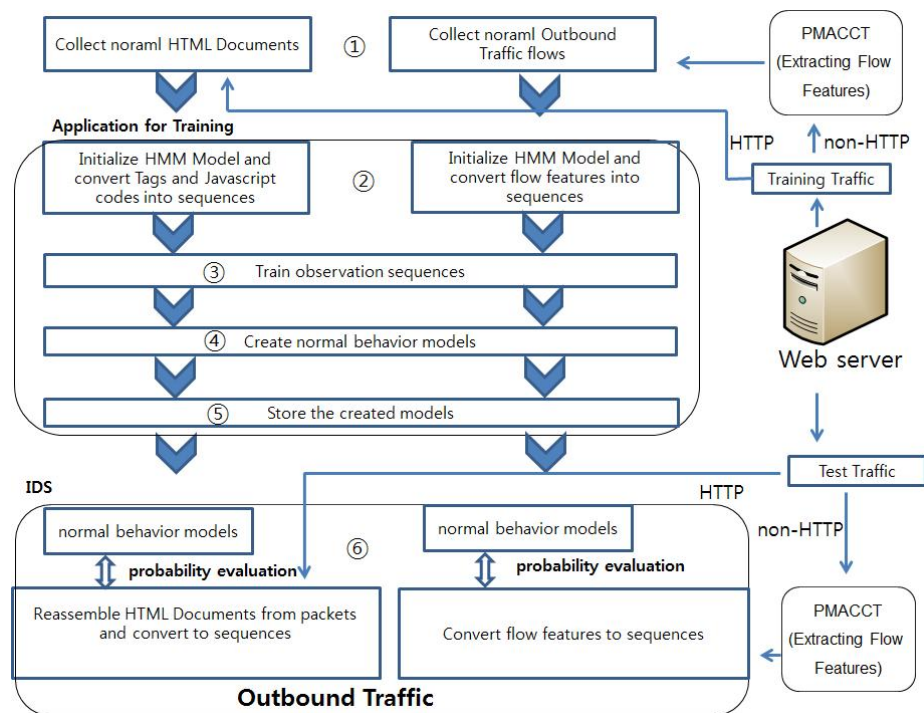 Collect noraml HTML Documents
①
Collect noraml Outbound
Traffic flows
PMACCT
(Extracting Flow
Features)
Application for Training
HTTP
non-HTTP
Initialize HMM Model and
convert Tags and Javascript
codes into sequences
②
Initialize HMM Model and
convert flow features into
sequences
Training Traffic
③ Train observation sequences
④ Create normal behavior models
Web server
⑤ Store the created models
Test Traffic
IDS
HTTP
non-HTTP
normal behavior models
⑥
normal behavior models
probability evaluation
probability evaluation
Reassemble HTML Documents from packets
and convert to sequences
Convert flow features to sequences
PMACCT
(Extracting Flow
Features)
Outbound Traffic